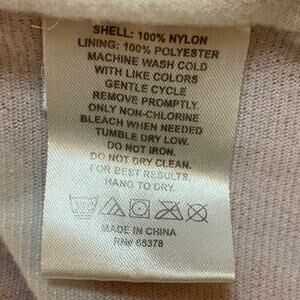 SHELL: 100% NYLON
LINING: 100% POLYESTER
MACHINE WASH COLD
WITH LIKE COLORS
GENTLE CYCLE
REMOVE PROMPTLY.
ONLY NON-CHLORINE
BLEACH WHEN NEEDED
TUMBLE DRY LOW.
DO NOT IRON.
DO NOT DRY CLEAN.
FOR BEST RESULTS,
HANG TO DRY.
MADE IN CHINA
RN# 65378